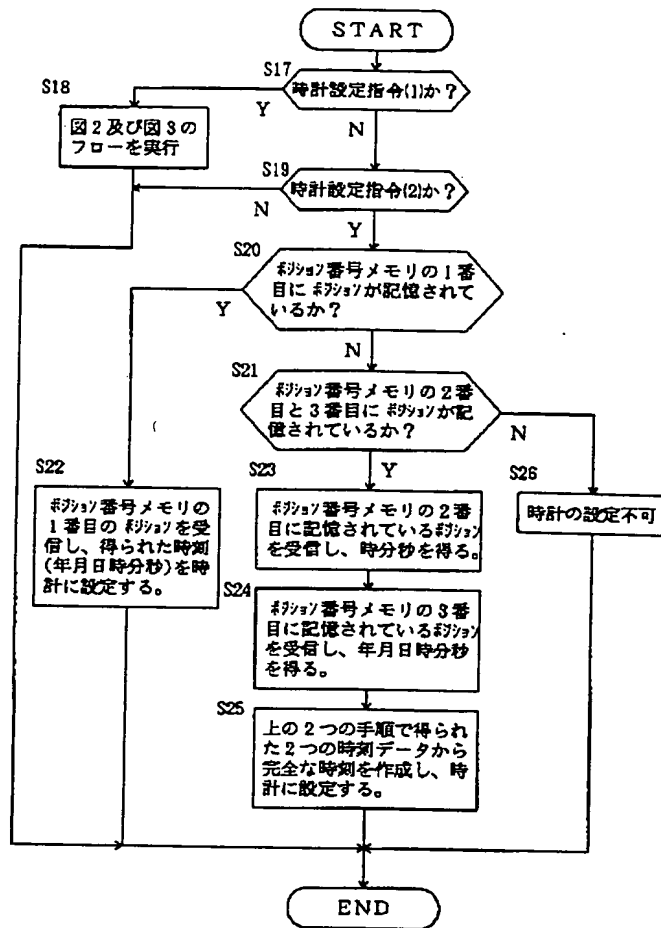 START
S17
時計設定指令(1)か?
Y
N
S18
図2及び図3の
フローを実行
S19
時計設定指令(2)か?
N
Y
S20
ポジション番号メモリの1番
目にポジションが記憶されて
いるか?
Y
N
S21
ポジション番号メモリの2番
目と3番目にポジションが記
憶されているか?
N
Y
S22
ポジション番号メモリの
1番目のポジションを受
信し、得られた時刻
(年月日時分秒)を時
計に設定する。
S23
ポジション番号メモリの2番
目に記憶されているポジション
を受信し、時分秒を得る。
S26
時計の設定不可
S24
ポジション番号メモリの3番
目に記憶されているポジション
を受信し、年月日時分秒
を得る。
S25
上の2つの手順で得られ
た2つの時刻データから
完全な時刻を作成し、時
計に設定する。
END